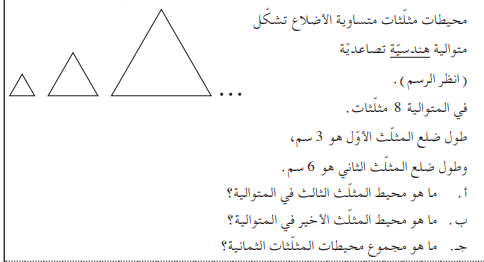 محيطات مثلّثات متساوية الأضلاع تشكّل
متوالية هندسيّة تصاعديّة
(انظر الرسم).
...
في المتوالية 8 مثلّثات.
طول ضلع المثلّث الأوّل هو 3 سم،
وطول ضلع المثلّث الثاني هو 6 سم.
أ. ما هو محيط المثلّث الثالث في المتوالية؟
ب. ما هو محيط المثلّث الأخير في المتوالية؟
جـ. ما هو مجموع محيطات المثلّثات الثمانية؟